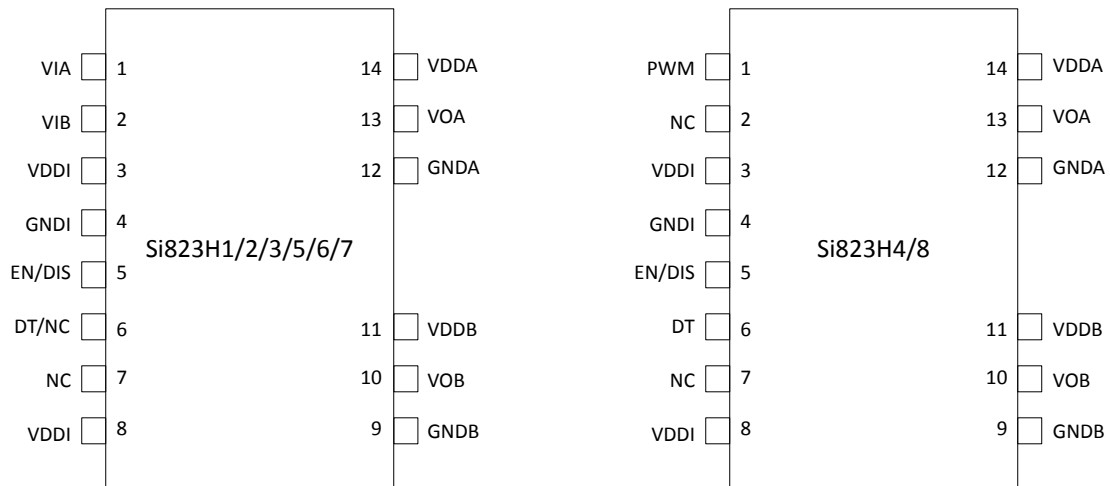 VIA 1 14 VDDA
VIB 2 13 VOA
VDDI 3 12 GNDA
GNDI 4
Si823H1/2/3/5/6/7
EN/DIS 5
DT/NC 6 11 VDDB
NC 7 10 VOB
VDDI 8 9 GNDB
PWM 1 14 VDDA
NC 2 13 VOA
VDDI 3 12 GNDA
GNDI 4
Si823H4/8
EN/DIS 5
DT 6 11 VDDB
NC 7 10 VOB
VDDI 8 9 GNDB